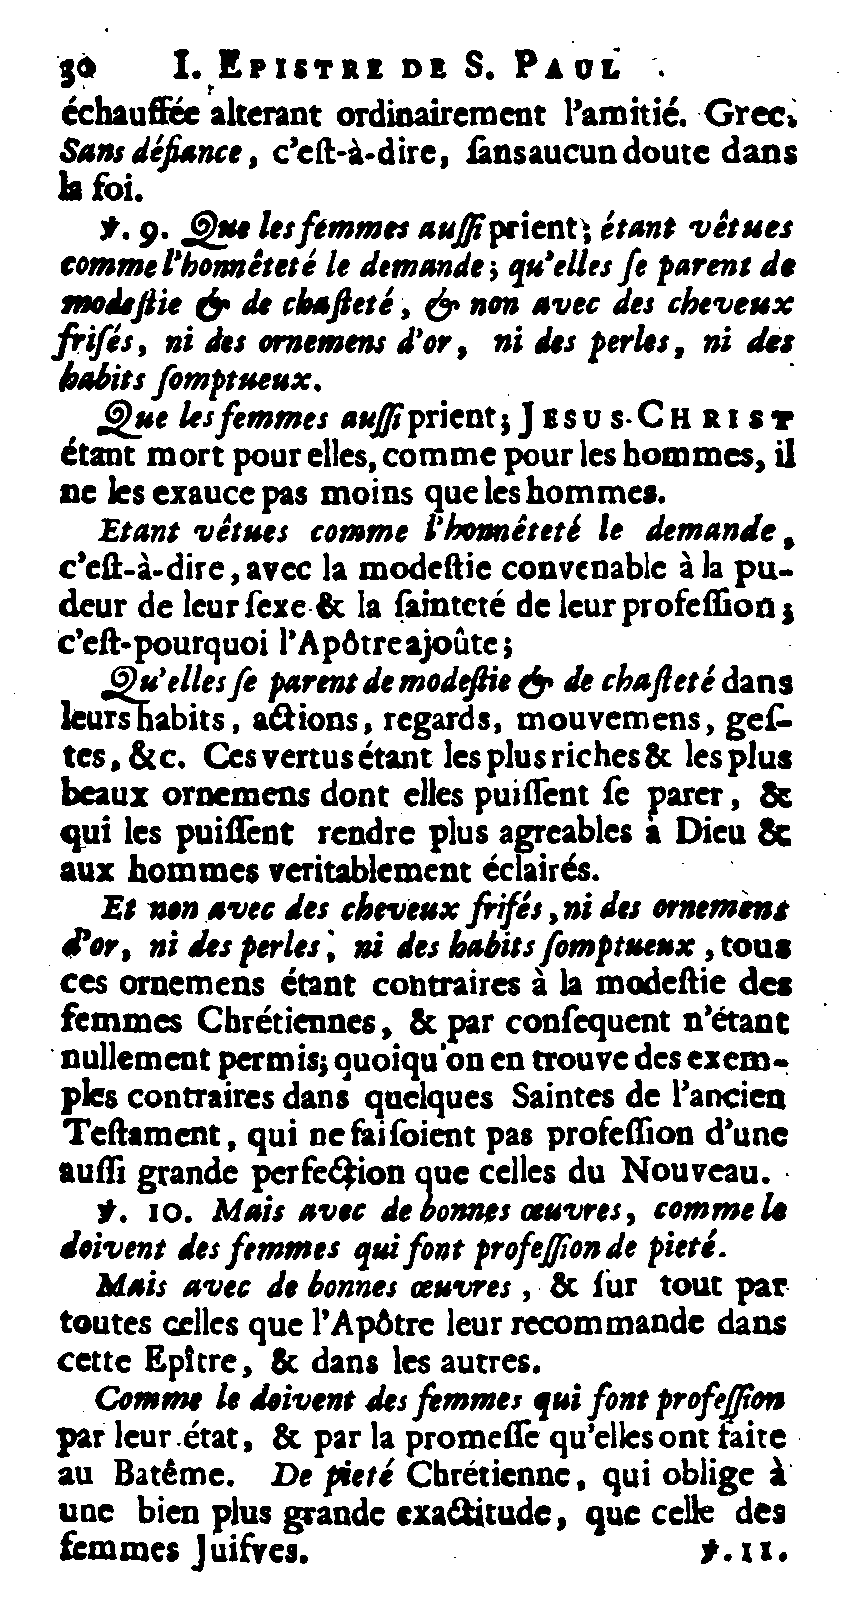 30 I. EPISTRE DE S. PAUL
échauffée alterant ordinairement l'amitié. Grec.
Sans défiance, c'eſt-à-dire, ſans aucun doute dans
la foi.
℣. 9. Que les femmes auſſi prient; étant vêtues
comme l'honnêteté le demande; qu'elles ſe parent de
modeſtie & de chaſteté, & non avec des cheveux
friſés, ni des ornemens d'or, ni des perles, ni des
habits ſomptueux.
Que les femmes auſſi prient; JESUS-CHRIST
étant mort pour elles, comme pour les hommes, il
ne les exauce pas moins que les hommes.
Etant vêtues comme l'honnêteté le demande,
c'eſt-à-dire, avec la modeſtie convenable à la pu-
deur de leur ſexe & la ſainteté de leur profeſſion;
c'eſt-pourquoi l'Apôtre ajoûte;
Qu'elles ſe parent de modeſtie & de chaſteté dans
leurs habits, actions, regards, mouvemens, geſ-
tes, &c. Ces vertus étant les plus riches & les plus
beaux ornemens dont elles puiſſent ſe parer, &
qui les puiſſent rendre plus agreables à Dieu &
aux hommes veritablement éclairés.
Et non avec des cheveux friſés, ni des ornemens
d'or, ni des perles, ni des habits ſomptueux, tous
ces ornemens étant contraires à la modeſtie des
femmes Chrétiennes, & par conſequent n'étant
nullement permis; quoiqu'on en trouve des exem-
ples contraires dans quelques Saintes de l'ancien
Teſtament, qui ne faiſoient pas profeſſion d'une
auſſi grande perfection que celles du Nouveau.
℣. 10. Mais avec de bonnes œuvres, comme le
doivent des femmes qui font profeſſion de pieté.
Mais avec de bonnes œuvres, & ſur tout par
toutes celles que l'Apôtre leur recommande dans
cette Epître, & dans les autres.
Comme le doivent des femmes qui font profeſſion
par leur état, & par la promeſſe qu'elles ont faite
au Batême. De pieté Chrétienne, qui oblige à
une bien plus grande exactitude, que celle des
femmes Juifves. ℣. 11.